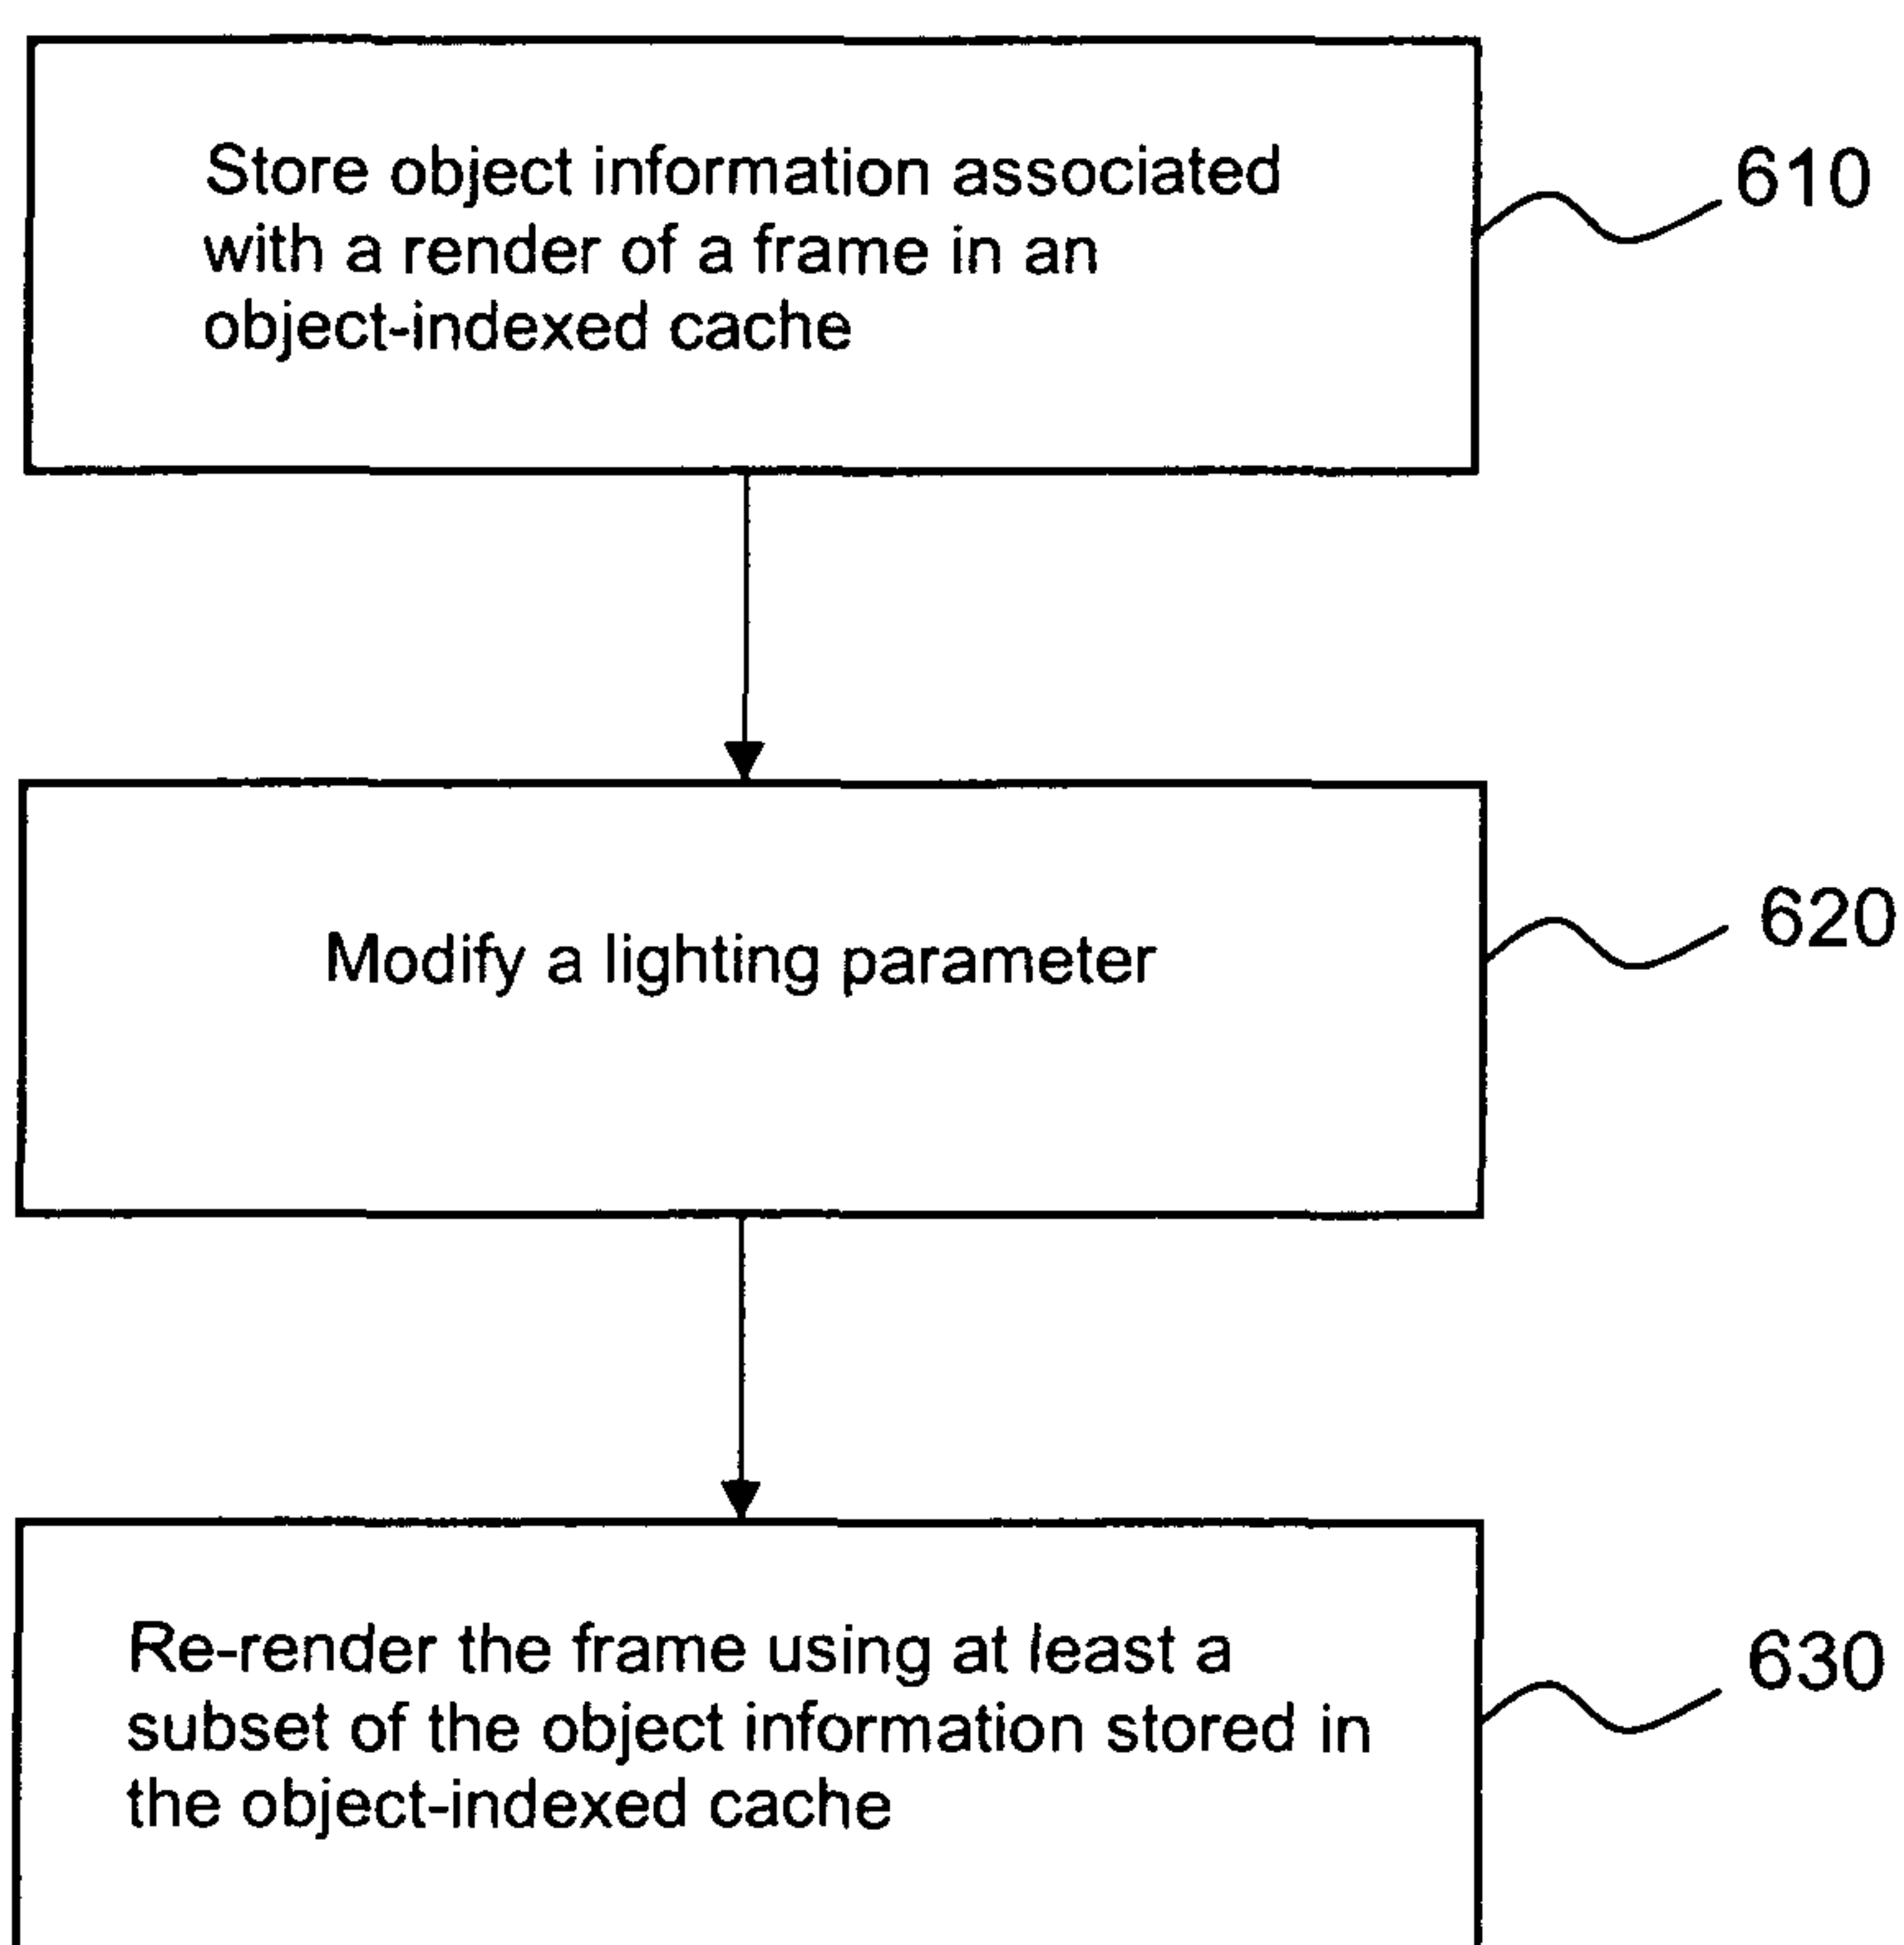 Store object information associated
with a render of a frame in an
object-indexed cache
610
Modify a lighting parameter
620
Re-render the frame using at least a
subset of the object information stored in
the object-indexed cache
630